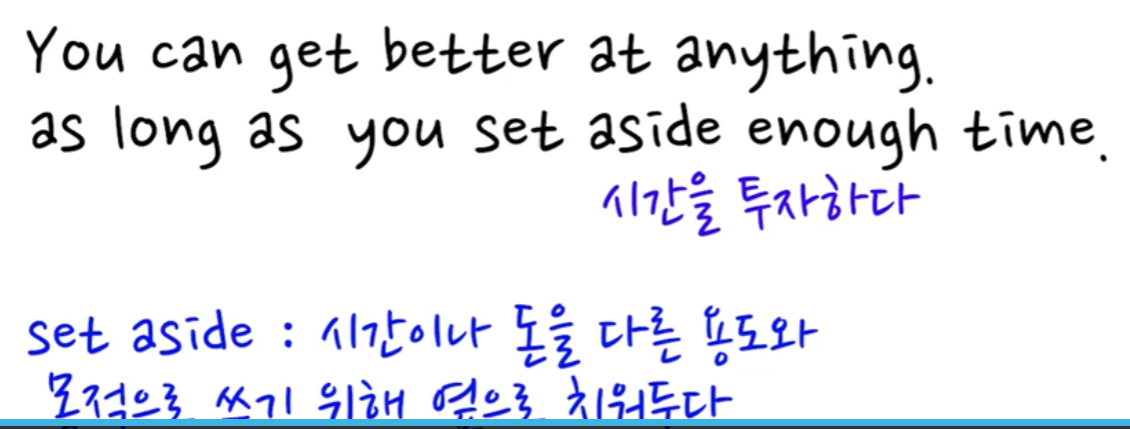 You can get better at anything.
as long as you set aside enough time.
시간을 투자하다
set aside : 시간이나 돈을 다른 용도와
목적으로 쓰기 위해 옆으로 치워두다